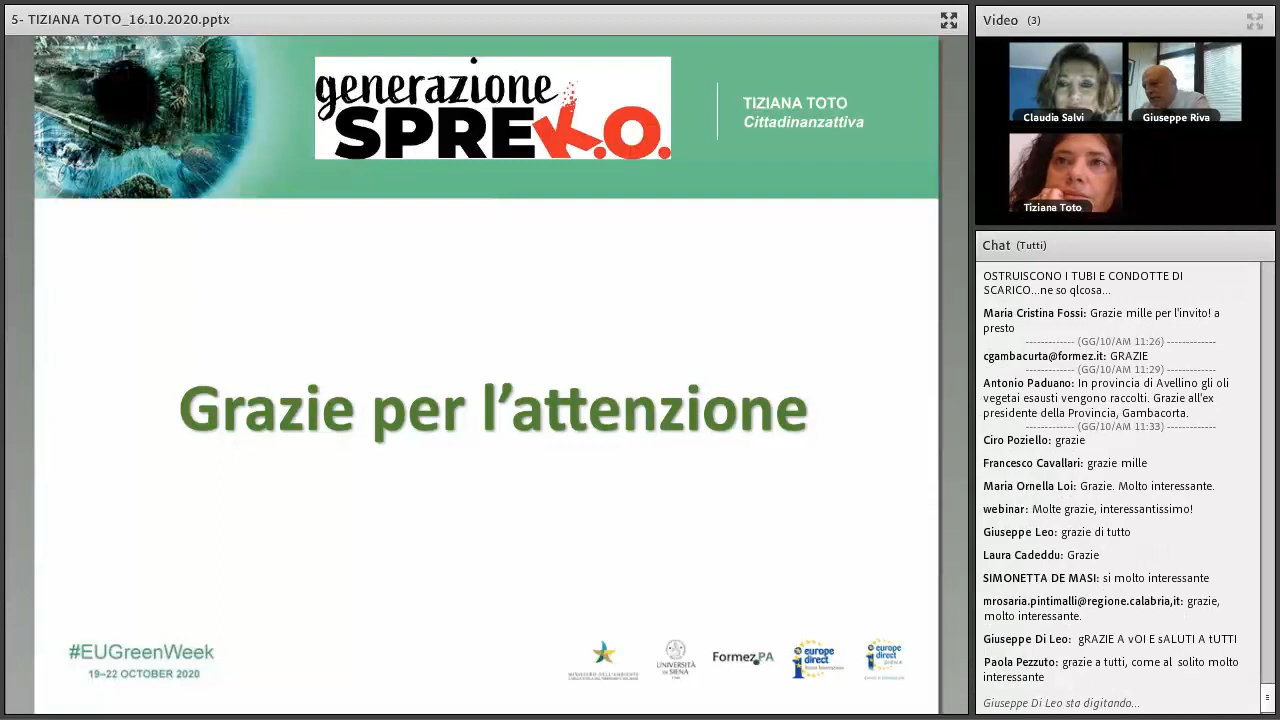 5- TIZIANA TOTO_16.10.2020.pptx
generazione
SPREK.O.
TIZIANA TOTO
Cittadinanzattiva
Grazie per l’attenzione
#EUGreenWeek
19–22 OCTOBER 2020
UNIVERSITÀ
DI SIENA
FormezPA
europe
direct
europe
direct
Video (3)
Claudia Salvi
Giuseppe Riva
Tiziana Toto
Chat (Tutti)
OSTRUISCONO I TUBI E CONDOTTE DI
SCARICO...ne so qlcosa...
Maria Cristina Fossi: Grazie mille per l'invito! a
presto
------------- (GG/10/AM 11:26) -------------
cgambacurta@formez.it: GRAZIE
------------- (GG/10/AM 11:29) -------------
Antonio Paduano: In provincia di Avellino gli oli
vegetai esausti vengono raccolti. Grazie all'ex
presidente della Provincia, Gambacorta.
------------- (GG/10/AM 11:33) -------------
Ciro Poziello: grazie
Francesco Cavallari: grazie mille
Maria Ornella Loi: Grazie. Molto interessante.
webinar: Molte grazie, interessantissimo!
Giuseppe Leo: grazie di tutto
Laura Cadeddu: Grazie
SIMONETTA DE MASI: si molto interessante
mrosaria.pintimalli@regione.calabria,it: grazie,
molto interessante.
Giuseppe Di Leo: gRAZIE A vOI E sALUTI A tUTTI
Paola Pezzuto: grazie mille, come al solito molto
interessante
Giuseppe Di Leo sta digitando...